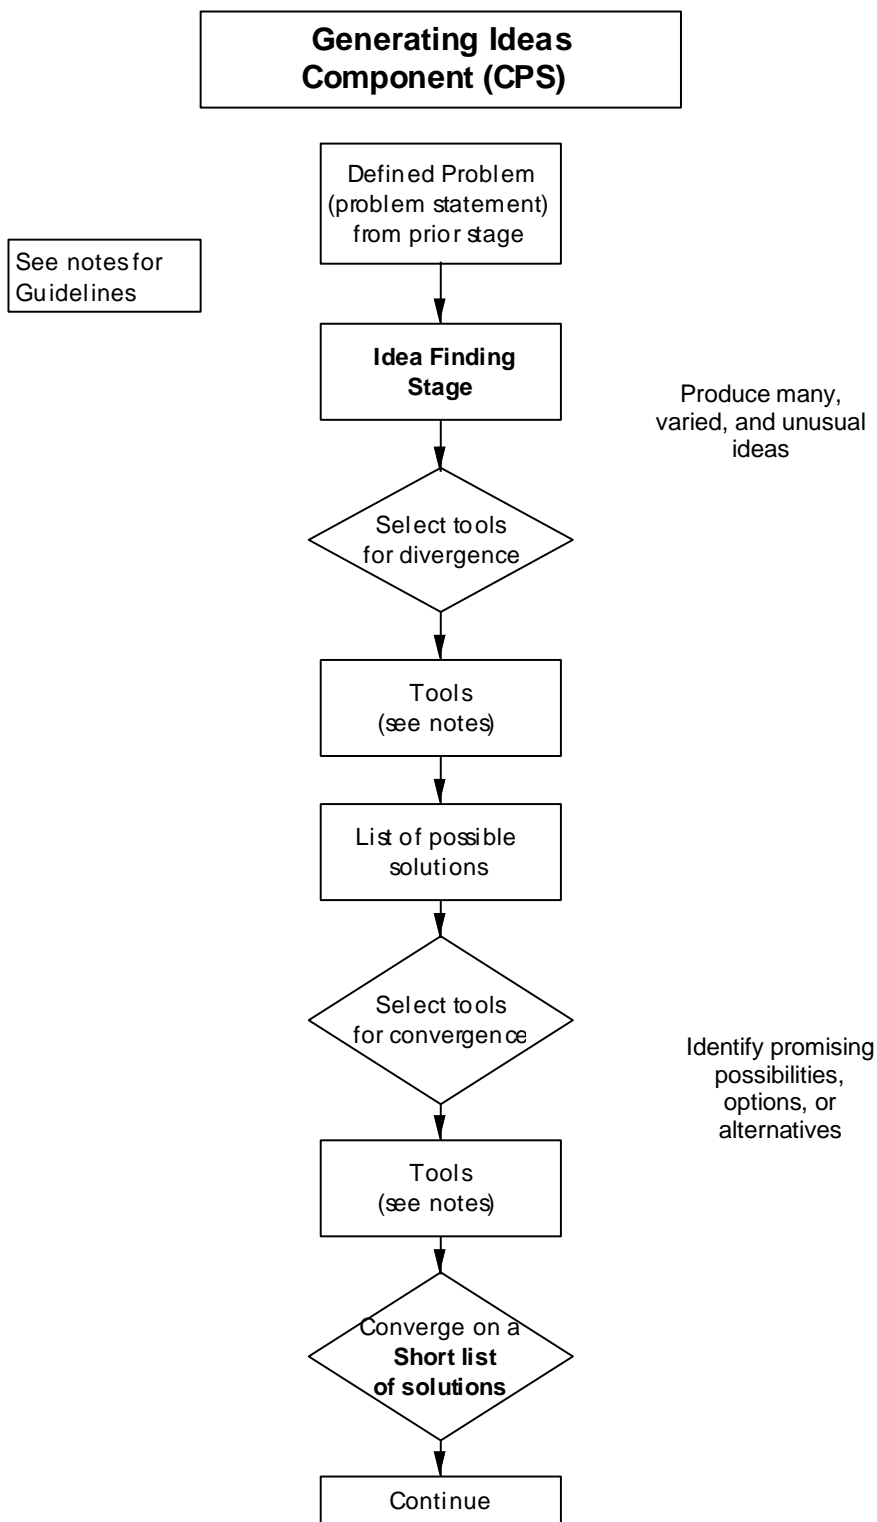 Generating Ideas
Component (CPS)
Defined Problem
(problem statement)
from prior stage
See notes for
Guidelines
Idea Finding
Stage
Produce many,
varied, and unusual
ideas
Select tools
for divergence
Tools
(see notes)
List of possible
solutions
Select tools
for convergence
Identify promising
possibilities,
options, or
alternatives
Tools
(see notes)
Converge on a
Short list
of solutions
Continue